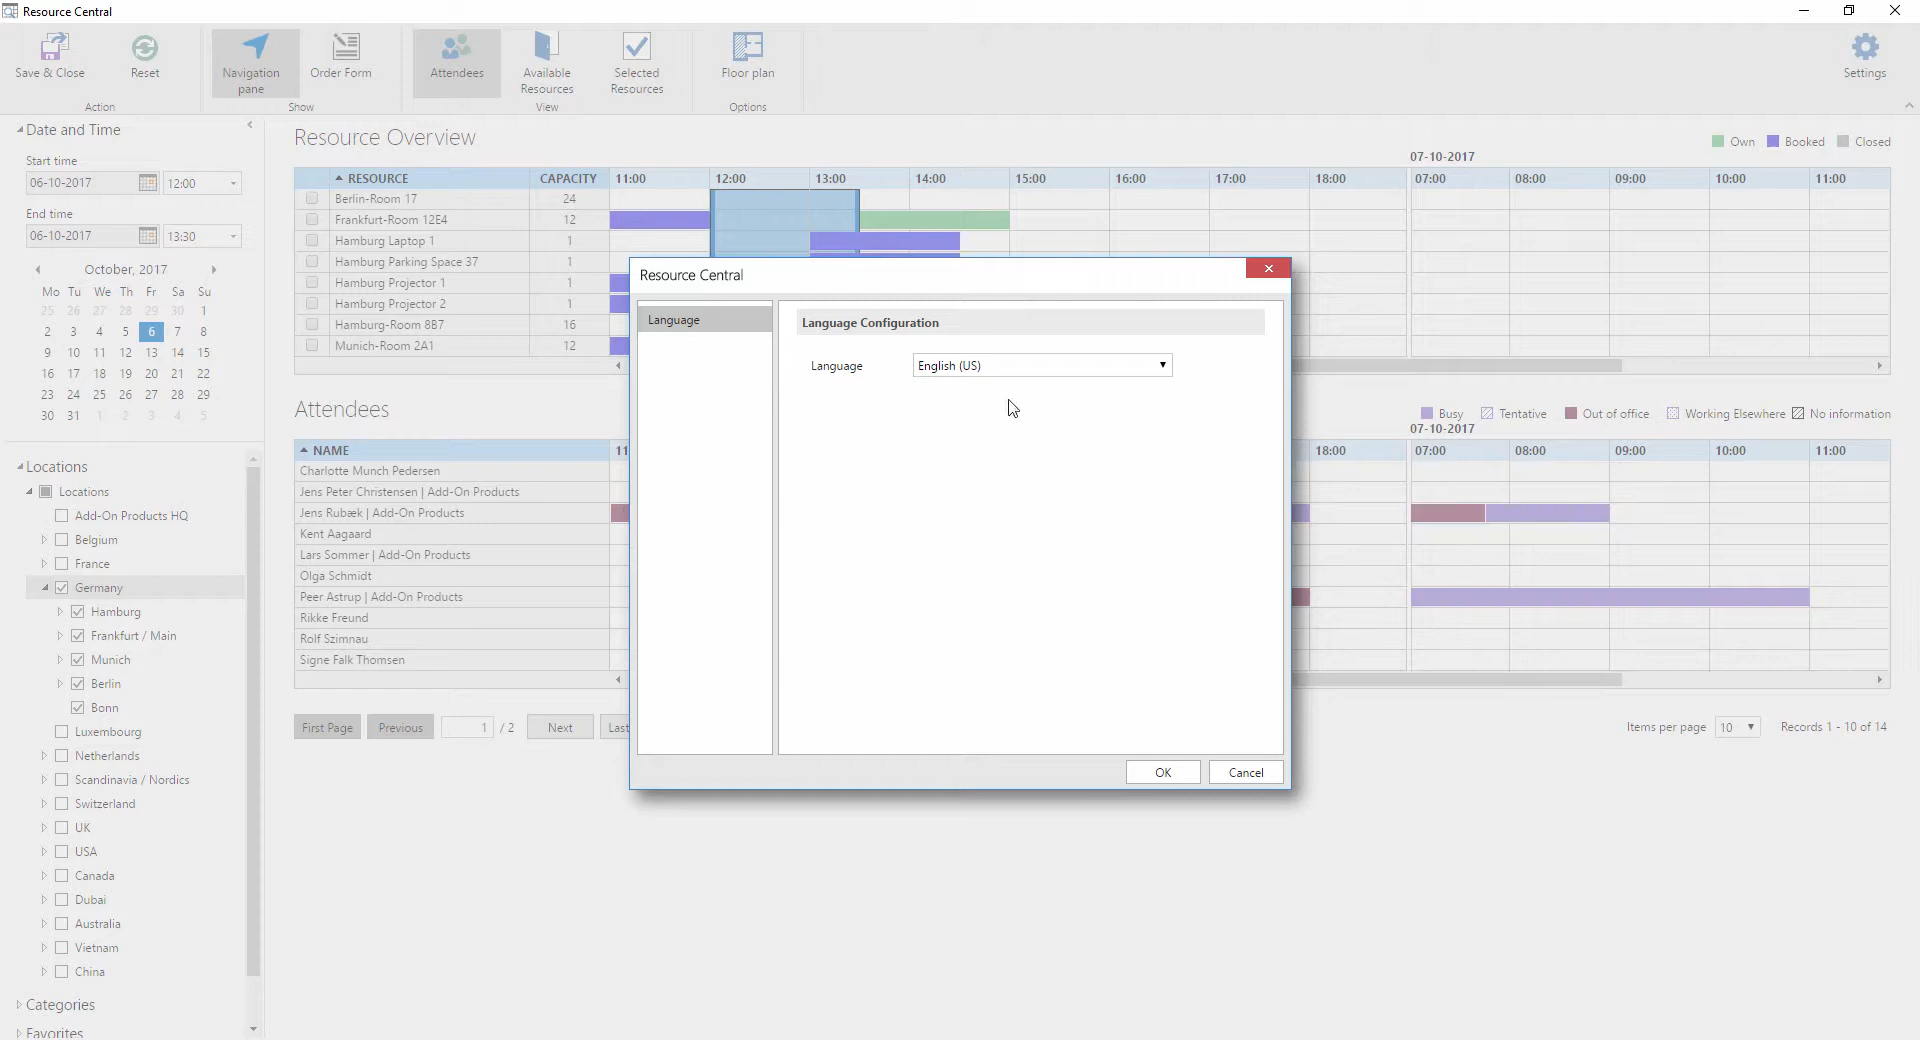 Resource Central
Save & Close
Reset
Navigation pane
Order Form
Attendees
Available Resources
Selected Resources
Floor plan
Settings
Action
Show
View
Options
Date and Time
Start time
06-10-2017 12:00
End time
06-10-2017 13:30
October, 2017
Mo Tu We Th Fr Sa Su
25 26 27 28 29 30 1
2 3 4 5 6 7 8
9 10 11 12 13 14 15
16 17 18 19 20 21 22
23 24 25 26 27 28 29
30 31 1 2 3 4 5
Locations
Locations
Add-On Products HQ
Belgium
France
Germany
Hamburg
Frankfurt / Main
Munich
Berlin
Bonn
Luxembourg
Netherlands
Scandinavia / Nordics
Switzerland
UK
USA
Canada
Dubai
Australia
Vietnam
China
Categories
Favorites
Resource Overview
Own Booked Closed
07-10-2017
RESOURCE CAPACITY 11:00 12:00 13:00 14:00 15:00 16:00 17:00 18:00 07:00 08:00 09:00 10:00 11:00
Berlin-Room 17 24
Frankfurt-Room 12E4 12
Hamburg Laptop 1 1
Hamburg Parking Space 37 1
Hamburg Projector 1 1
Hamburg Projector 2 1
Hamburg-Room 8B7 16
Munich-Room 2A1 12
Attendees
Busy Tentative Out of office Working Elsewhere No information
07-10-2017
NAME 11 18:00 07:00 08:00 09:00 10:00 11:00
Charlotte Munch Pedersen
Jens Peter Christensen | Add-On Products
Jens Rubæk | Add-On Products
Kent Aagaard
Lars Sommer | Add-On Products
Olga Schmidt
Peer Astrup | Add-On Products
Rikke Freund
Rolf Szimnau
Signe Falk Thomsen
First Page Previous 1 / 2 Next Last
Items per page 10 Records 1 - 10 of 14
Resource Central
Language
Language Configuration
Language English (US)
OK Cancel